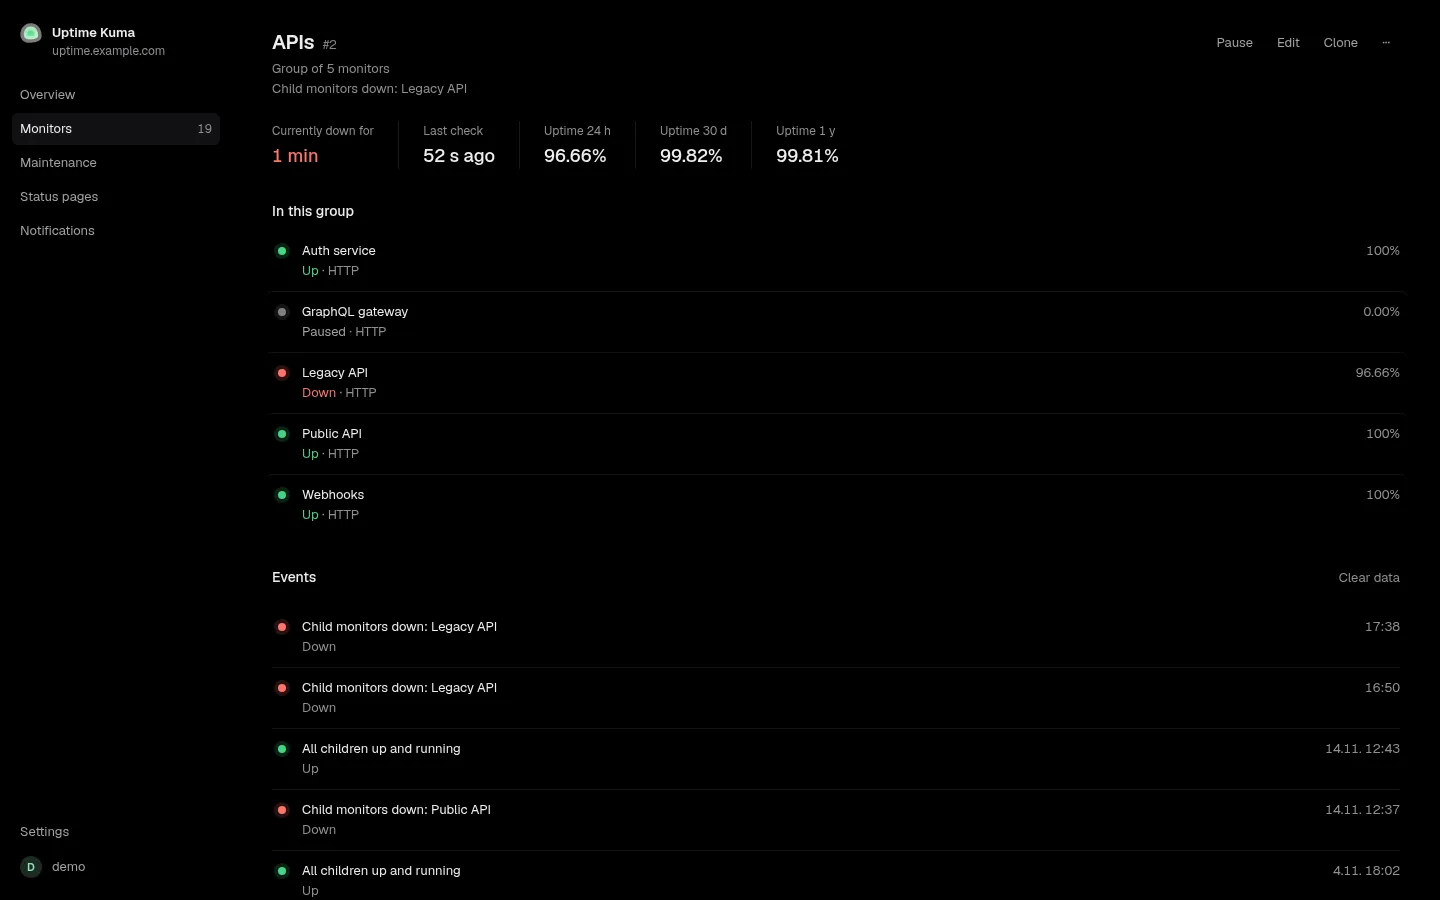 Uptime Kuma
uptime.example.com
Overview
Monitors 19
Maintenance
Status pages
Notifications
Settings
D demo
APIs #2
Pause Edit Clone ···
Group of 5 monitors
Child monitors down: Legacy API
Currently down for
1 min
Last check
52 s ago
Uptime 24 h
96.66%
Uptime 30 d
99.82%
Uptime 1 y
99.81%
In this group
Auth service 100%
Up · HTTP
GraphQL gateway 0.00%
Paused · HTTP
Legacy API 96.66%
Down · HTTP
Public API 100%
Up · HTTP
Webhooks 100%
Up · HTTP
Events Clear data
Child monitors down: Legacy API 17:38
Down
Child monitors down: Legacy API 16:50
Down
All children up and running 14.11. 12:43
Up
Child monitors down: Public API 14.11. 12:37
Down
All children up and running 4.11. 18:02
Up